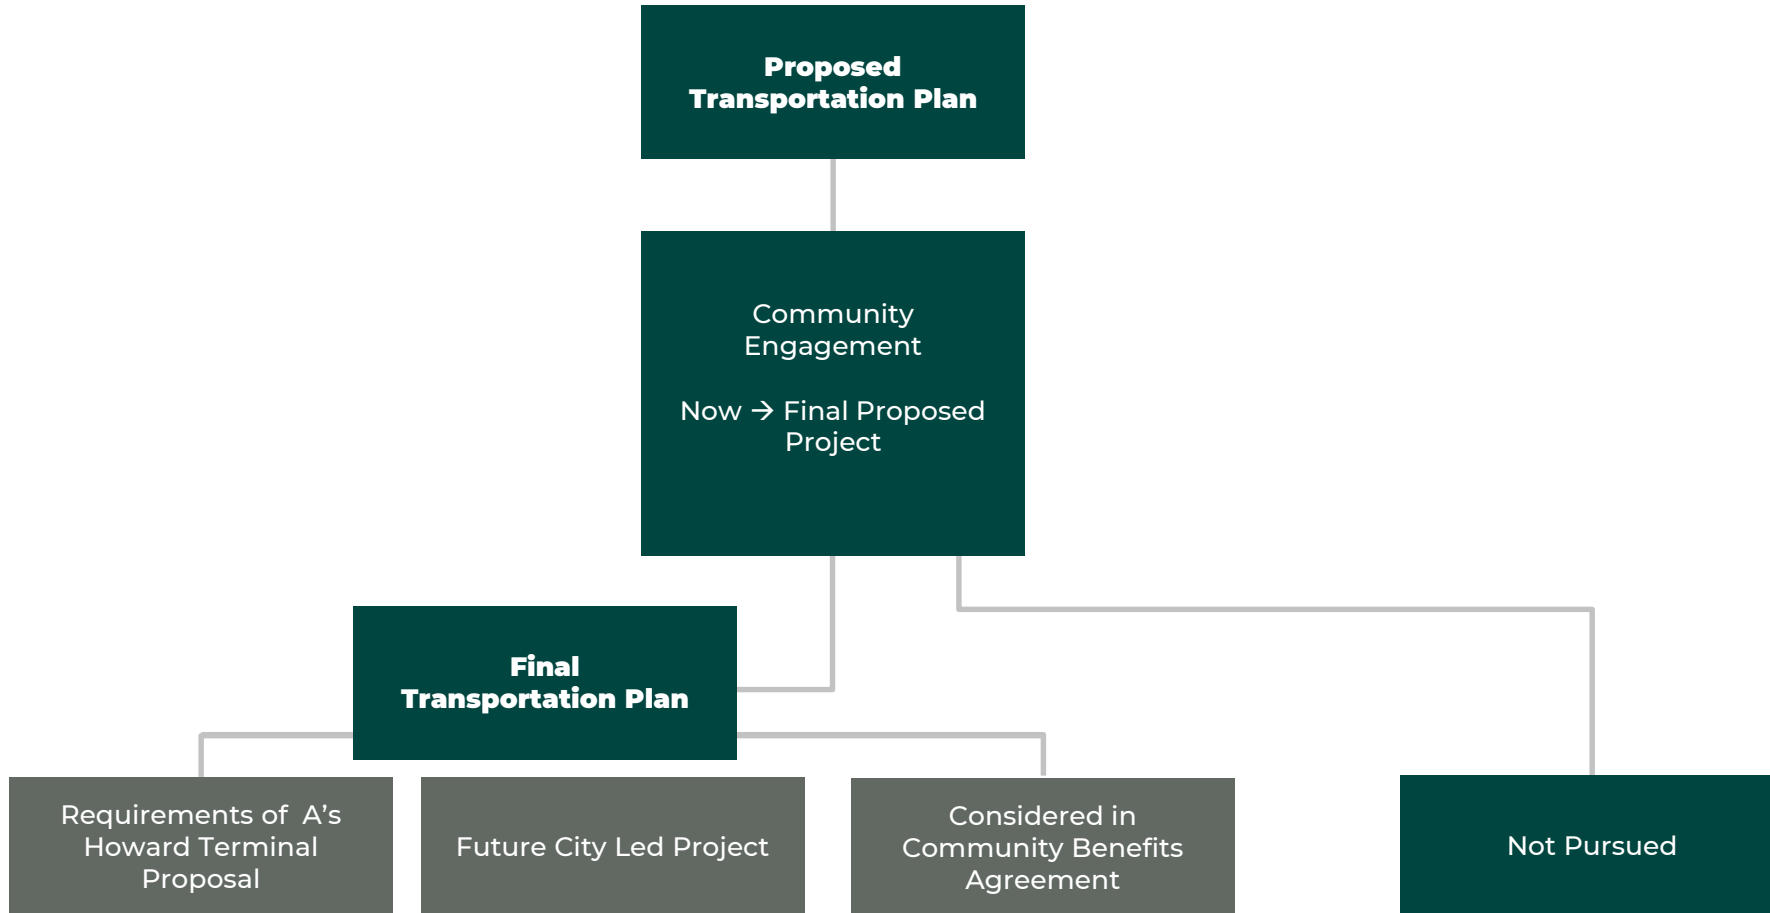 Proposed
Transportation Plan
Community
Engagement
Now → Final Proposed
Project
Final
Transportation Plan
Requirements of A’s
Howard Terminal
Proposal
Future City Led Project
Considered in
Community Benefits
Agreement
Not Pursued